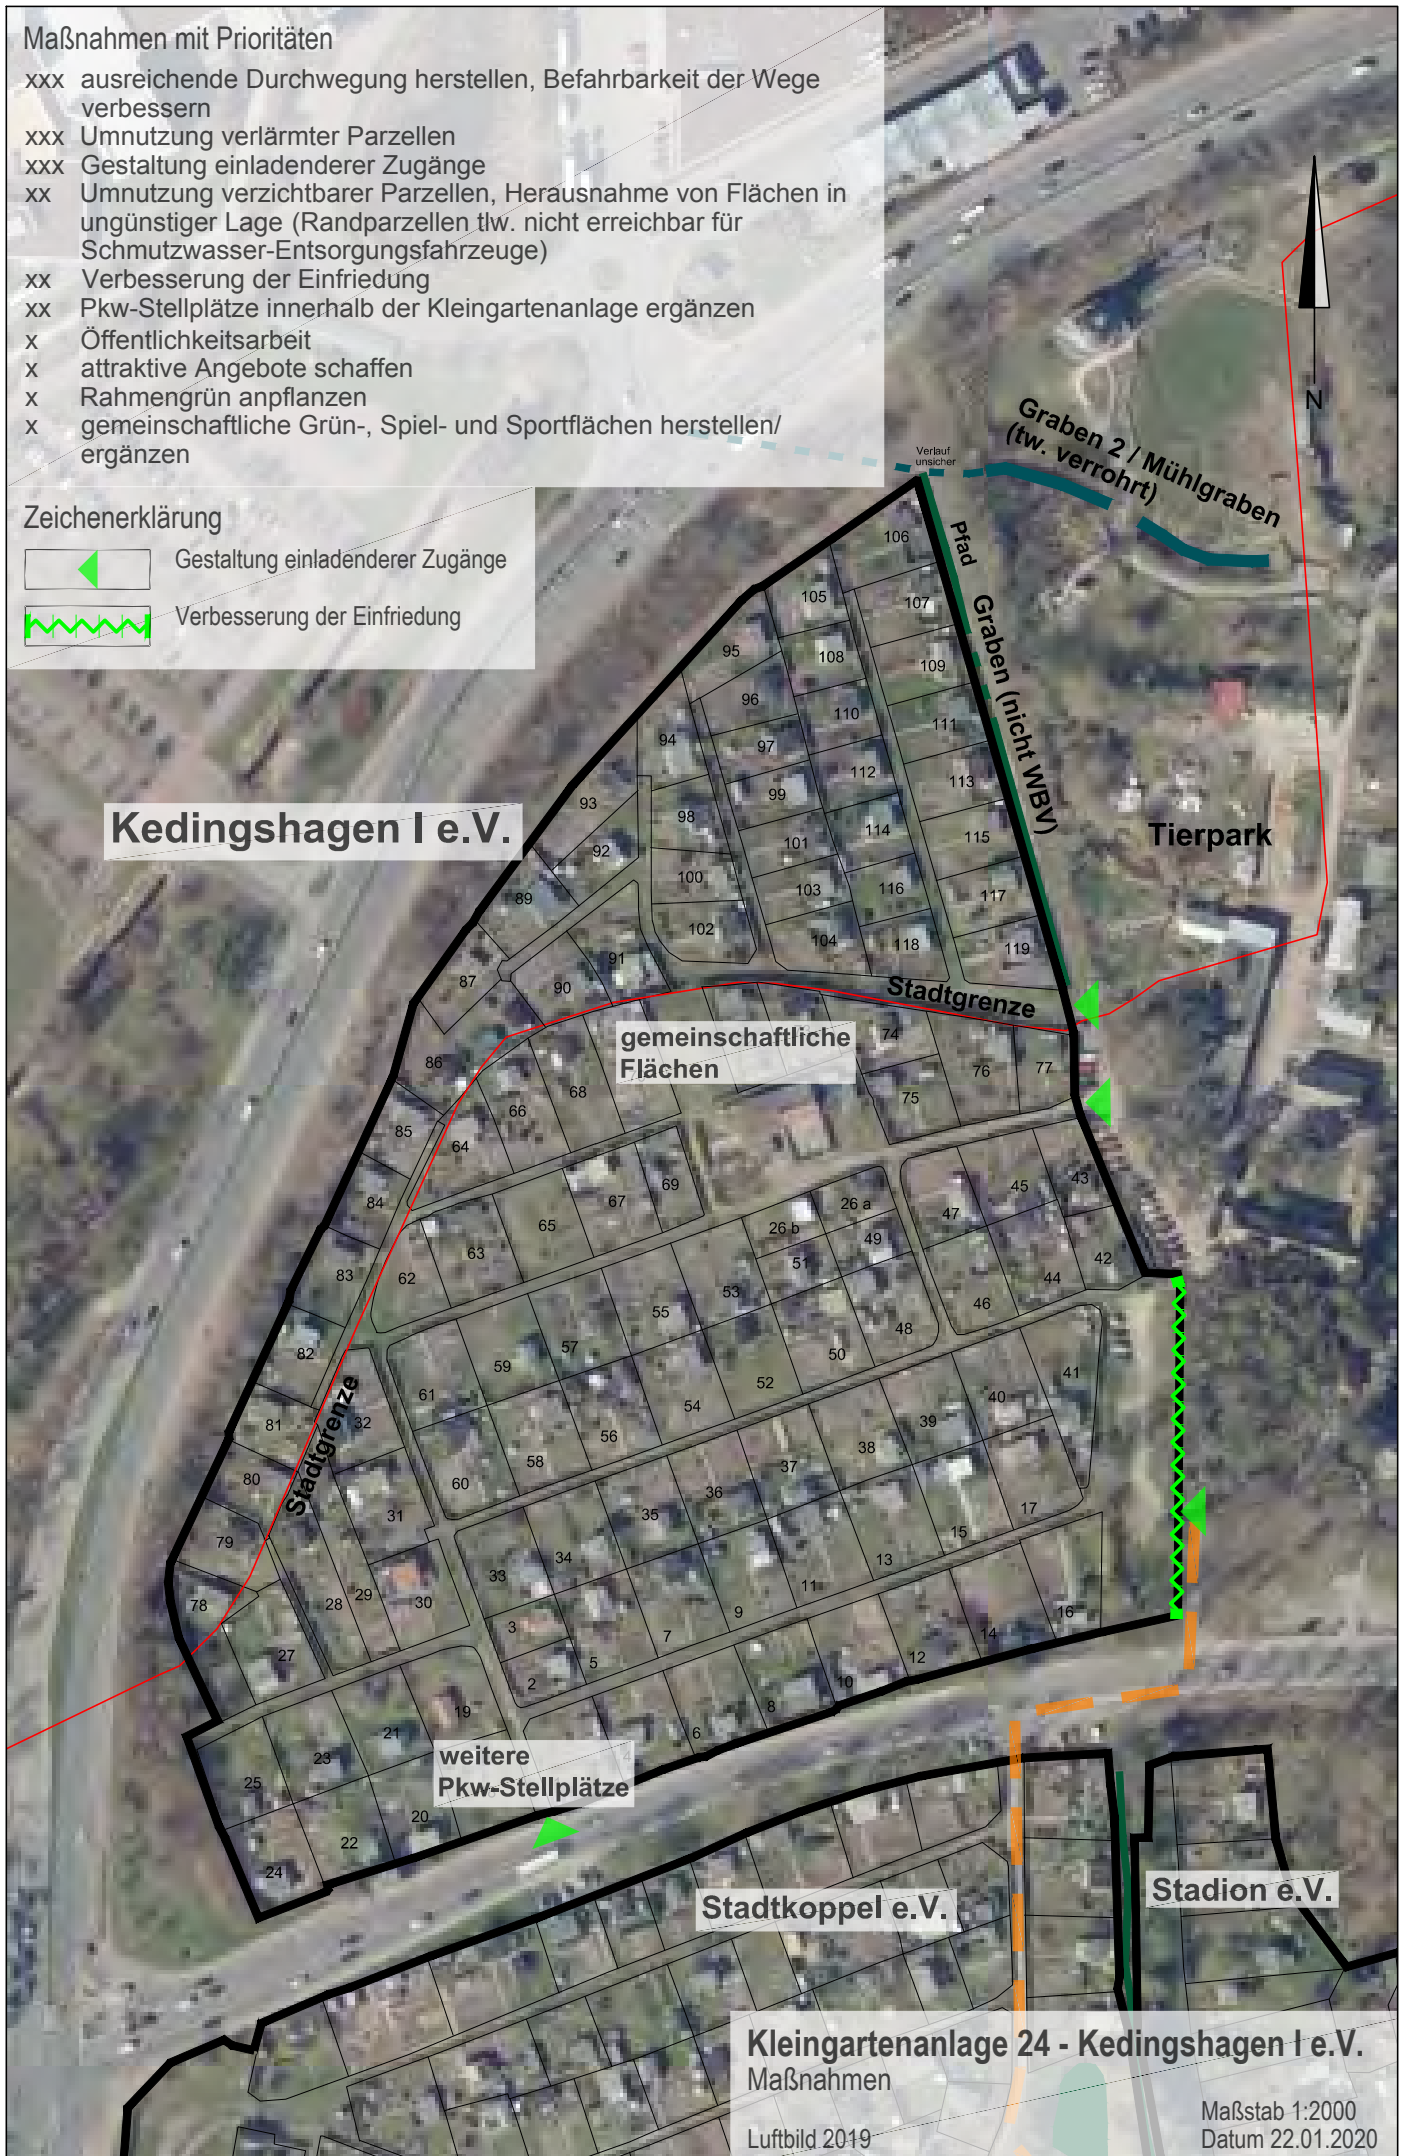 Maßnahmen mit Prioritäten
xxx ausreichende Durchwegung herstellen, Befahrbarkeit der Wege
verbessern
xxx Umnutzung verlärmter Parzellen
xxx Gestaltung einladenderer Zugänge
xx Umnutzung verzichtbarer Parzellen, Herausnahme von Flächen in
ungünstiger Lage (Randparzellen tlw. nicht erreichbar für
Schmutzwasser-Entsorgungsfahrzeuge)
xx Verbesserung der Einfriedung
xx Pkw-Stellplätze innerhalb der Kleingartenanlage ergänzen
x Öffentlichkeitsarbeit
x attraktive Angebote schaffen
x Rahmengrün anpflanzen
x gemeinschaftliche Grün-, Spiel- und Sportflächen herstellen/
ergänzen
Zeichenerklärung
Gestaltung einladenderer Zugänge
Verbesserung der Einfriedung
N
Graben 2 / Mühlgraben
(tw. verrohrt)
Verlauf
unsicher
Pfad
Graben (nicht WBV)
Tierpark
Kedingshagen I e.V.
106
105
107
95
108
109
96
110
111
94
97
112
113
93
99
98
114
115
92
101
100
103
116
117
89
102
104
118
119
91
87
90
Stadtgrenze
gemeinschaftliche
Flächen
74
86
76
77
68
66
75
85
64
84
67
69
45
43
26 a
47
26 b
65
49
63
51
42
83
62
53
44
55
46
48
82
57
50
59
52
41
61
40
54
32
81
39
56
38
Stadtgrenze
58
37
80
60
36
31
35
17
79
15
34
33
13
29
30
11
28
78
9
16
3
7
27
14
5
12
2
10
19
8
21
6
23
weitere
Pkw-Stellplätze
4
25
20
22
24
Stadtkoppel e.V.
Stadion e.V.
Kleingartenanlage 24 - Kedingshagen I e.V.
Maßnahmen
Maßstab 1:2000
Luftbild 2019
Datum 22.01.2020